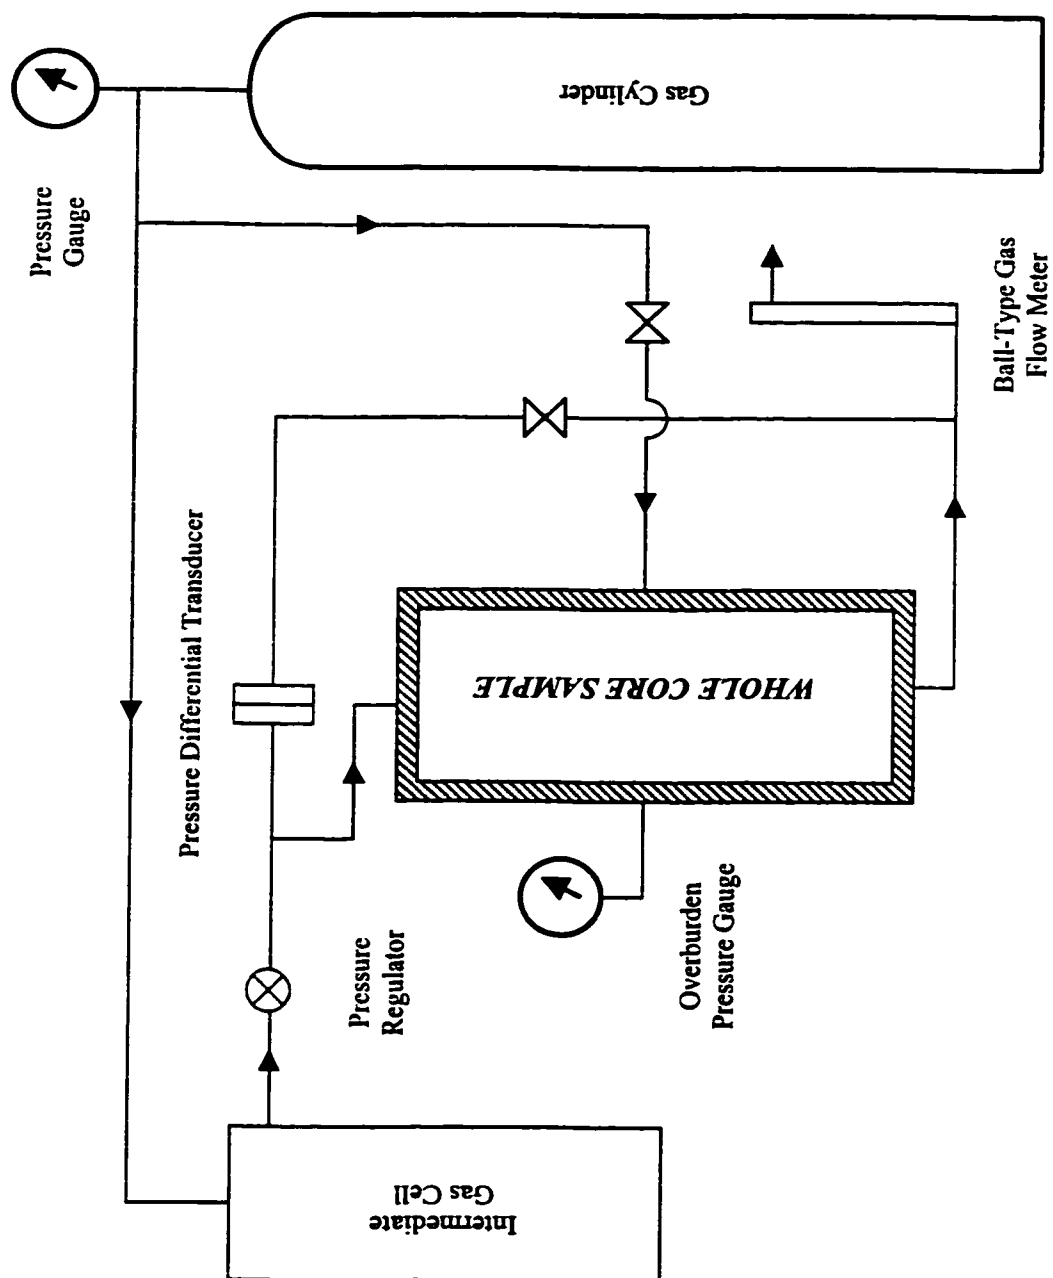 Pressure
Gauge
Gas Cylinder
Ball-Type Gas
Flow Meter
Pressure Differential Transducer
WHOLE CORE SAMPLE
Pressure
Regulator
Overburden
Pressure Gauge
Intermediate
Gas Cell